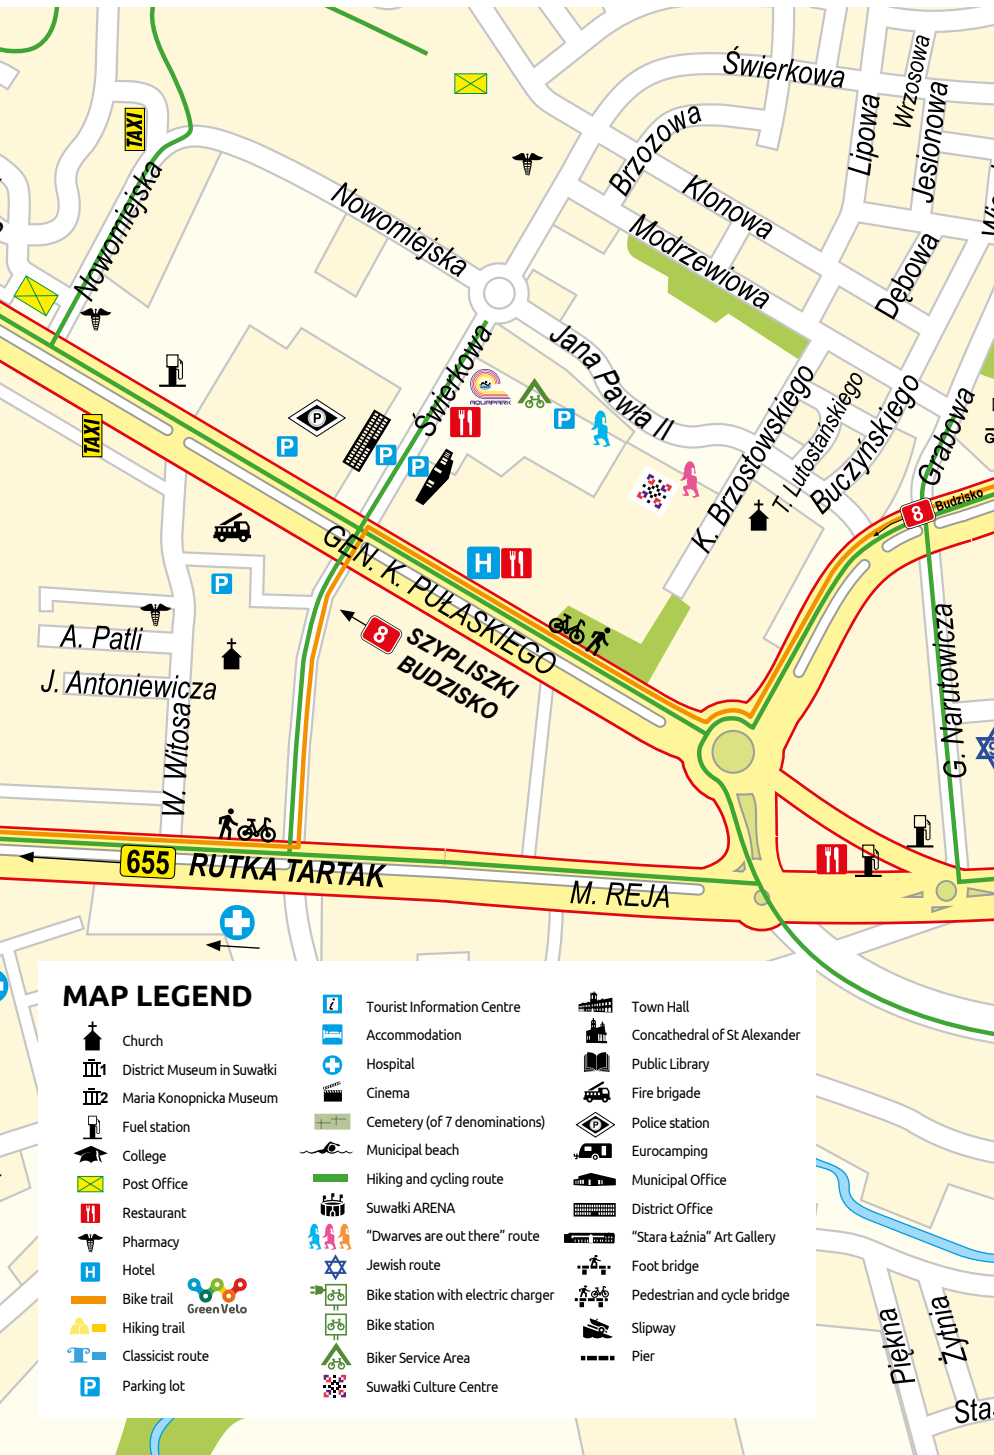 Świerkowa
Wrzosowa
Lipowa
Jesionowa
Brzozowa
TAXI
Klonowa
Nowomiejska
Nowomiejska
Modrzewiowa
Dębowa
Jana Pawła II
Świerkowa
AQUAPARK
K. Brzostowskiego
T. Lutostańskiego
Buczyńskiego
Grabowa
TAXI
P
P
P
P
P
8
Budzisko
GEN. K. PUŁASKIEGO
H
P
A. Patli
8
SZYPLISZKI
BUDZISKO
J. Antoniewicza
W. Witosa
G. Narutowicza
655
RUTKA TARTAK
M. REJA
MAP LEGEND
Church
1
District Museum in Suwałki
2
Maria Konopnicka Museum
Fuel station
College
Post Office
Restaurant
Pharmacy
H
Hotel
Bike trail
Green Velo
Hiking trail
Classicist route
P
Parking lot
i
Tourist Information Centre
Accommodation
Hospital
Cinema
Cemetery (of 7 denominations)
Municipal beach
Hiking and cycling route
Suwałki ARENA
“Dwarves are out there” route
Jewish route
Bike station with electric charger
Bike station
Biker Service Area
Suwałki Culture Centre
Town Hall
Concathedral of St Alexander
Public Library
Fire brigade
P
Police station
Eurocamping
Municipal Office
District Office
“Stara Łaźnia” Art Gallery
Foot bridge
Pedestrian and cycle bridge
Slipway
Pier
Piękna
Żytnia